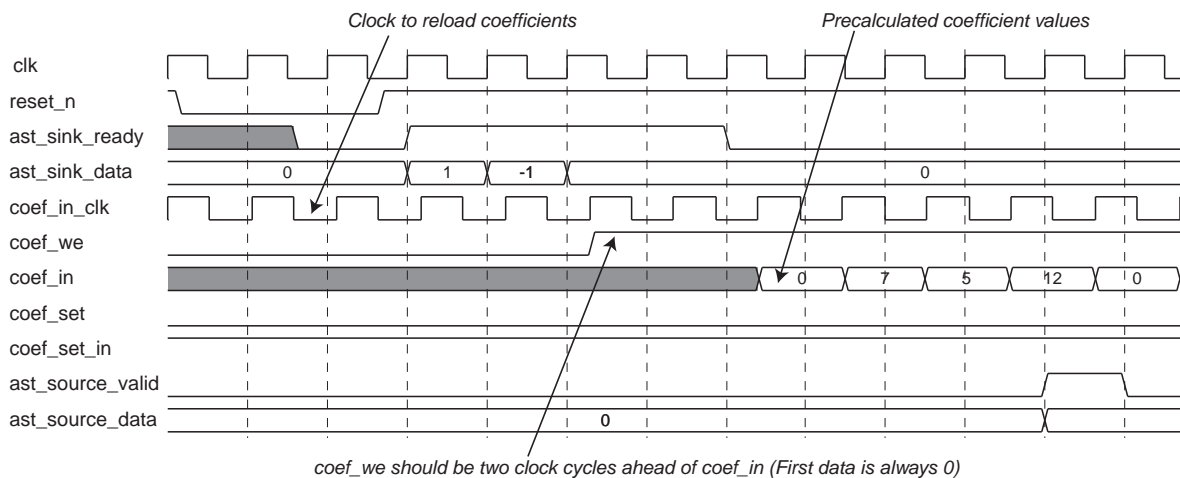 Clock to reload coefficients Precalculated coefficient values
clk
reset_n
ast_sink_ready
ast_sink_data 0 1 -1 0
coef_in_clk
coef_we
coef_in 0 7 5 12 0
coef_set
coef_set_in
ast_source_valid
ast_source_data 0
coef_we should be two clock cycles ahead of coef_in (First data is always 0)